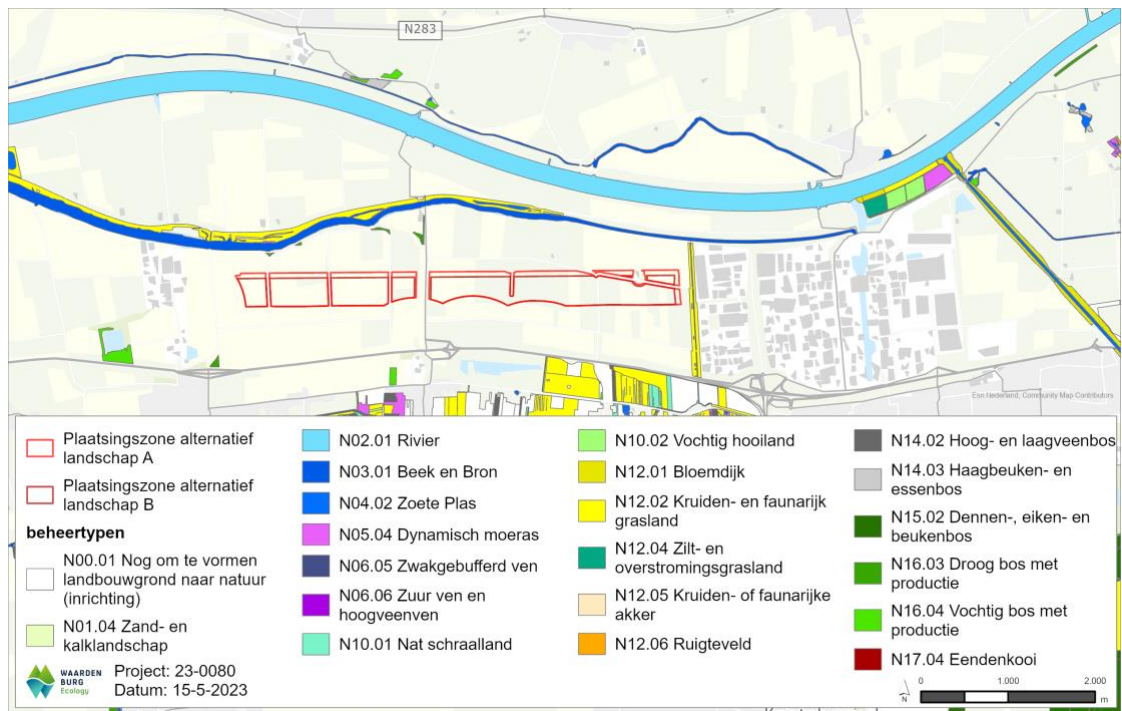 N283
Esri Nederland, Community Map Contributors
Plaatsingszone alternatief
landschap A
Plaatsingszone alternatief
landschap B
beheertypen
N00.01 Nog om te vormen
landbouwgrond naar natuur
(inrichting)
N01.04 Zand- en
kalklandschap
N02.01 Rivier
N03.01 Beek en Bron
N04.02 Zoete Plas
N05.04 Dynamisch moeras
N06.05 Zwakgebufferd ven
N06.06 Zuur ven en
hoogveenven
N10.01 Nat schraalland
N10.02 Vochtig hooiland
N12.01 Bloemdijk
N12.02 Kruiden- en faunarijk
grasland
N12.04 Zilt- en
overstromingsgrasland
N12.05 Kruiden- of faunarijke
akker
N12.06 Ruigteveld
N14.02 Hoog- en laagveenbos
N14.03 Haagbeuken- en
essenbos
N15.02 Dennen-, eiken- en
beukenbos
N16.03 Droog bos met
productie
N16.04 Vochtig bos met
productie
N17.04 Eendenkooi
WAARDEN
BURG
Ecology
Project: 23-0080
Datum: 15-5-2023
N
0 1.000 2.000
m